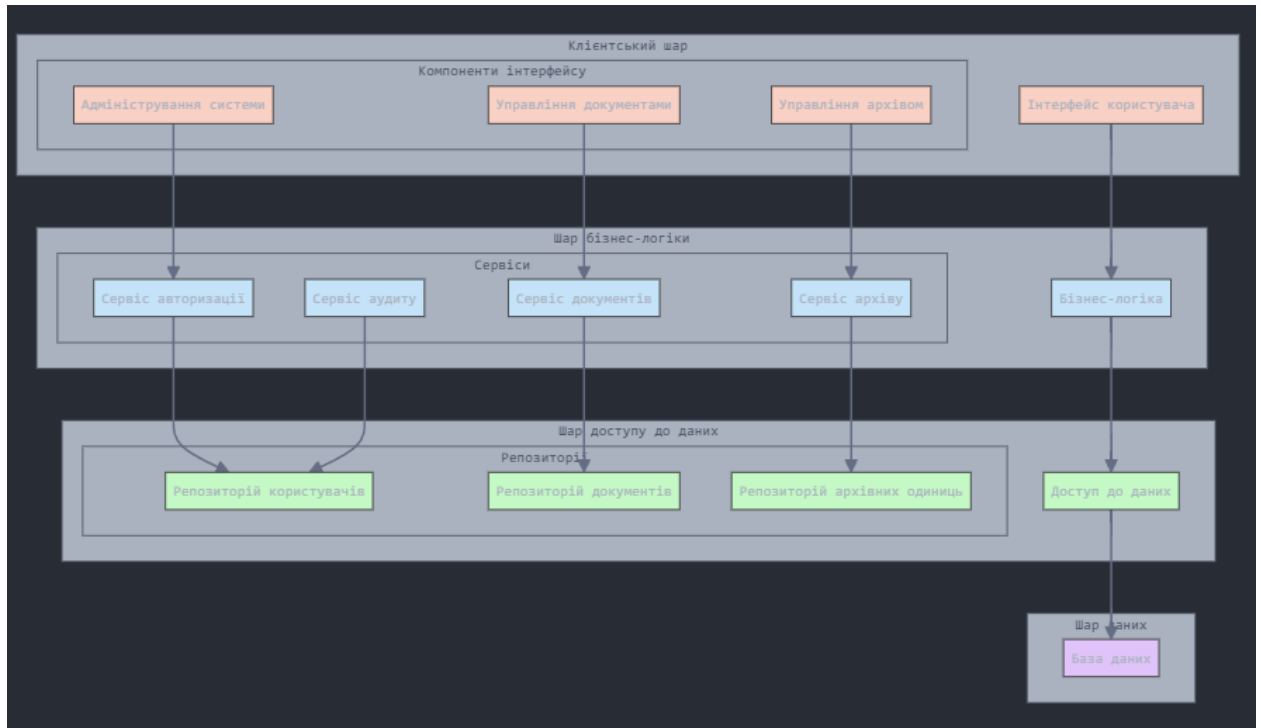 Клієнтський шар
Компоненти інтерфейсу
Адміністрування системи
Управління документами
Управління архівом
Інтерфейс користувача
Шар бізнес-логіки
Сервіси
Сервіс авторизації
Сервіс аудиту
Сервіс документів
Сервіс архіву
Бізнес-логіка
Шар доступу до даних
Репозиторії
Репозиторій користувачів
Репозиторій документів
Репозиторій архівних одиниць
Доступ до даних
Шар даних
База даних